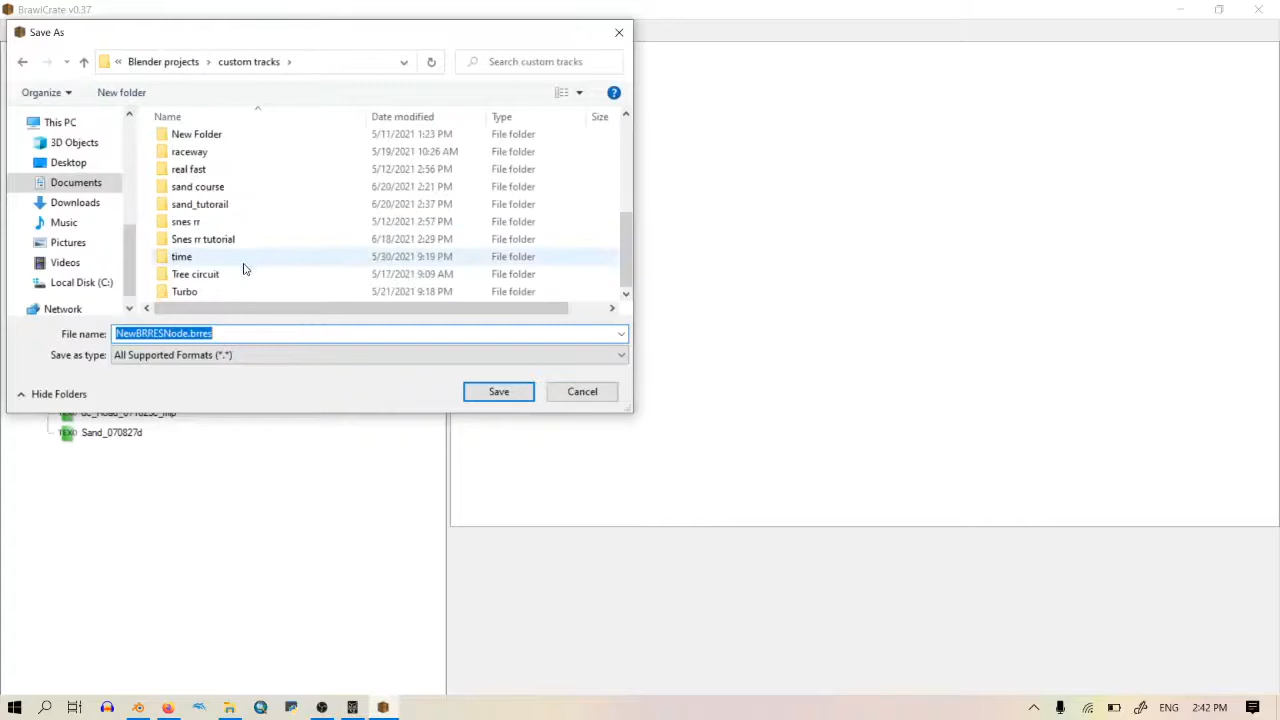 BrawlCrate v0.37
Save As
« Blender projects › custom tracks ›
Search custom tracks
Organize
New folder
Name Date modified Type Size
This PC
3D Objects
Desktop
Documents
Downloads
Music
Pictures
Videos
Local Disk (C:)
Network
New Folder 5/11/2021 1:23 PM File folder
raceway 5/19/2021 10:26 AM File folder
real fast 5/12/2021 2:56 PM File folder
sand course 6/20/2021 2:21 PM File folder
sand_tutorail 6/20/2021 2:37 PM File folder
snes rr 5/12/2021 2:57 PM File folder
Snes rr tutorial 6/18/2021 2:29 PM File folder
time 5/30/2021 9:19 PM File folder
Tree circuit 5/17/2021 9:09 AM File folder
Turbo 5/21/2021 9:18 PM File folder
File name: NewBRRESNode.brres
Save as type: All Supported Formats (*.*)
Hide Folders
Save
Cancel
TEX0 Sand_070827d
ENG 2:42 PM